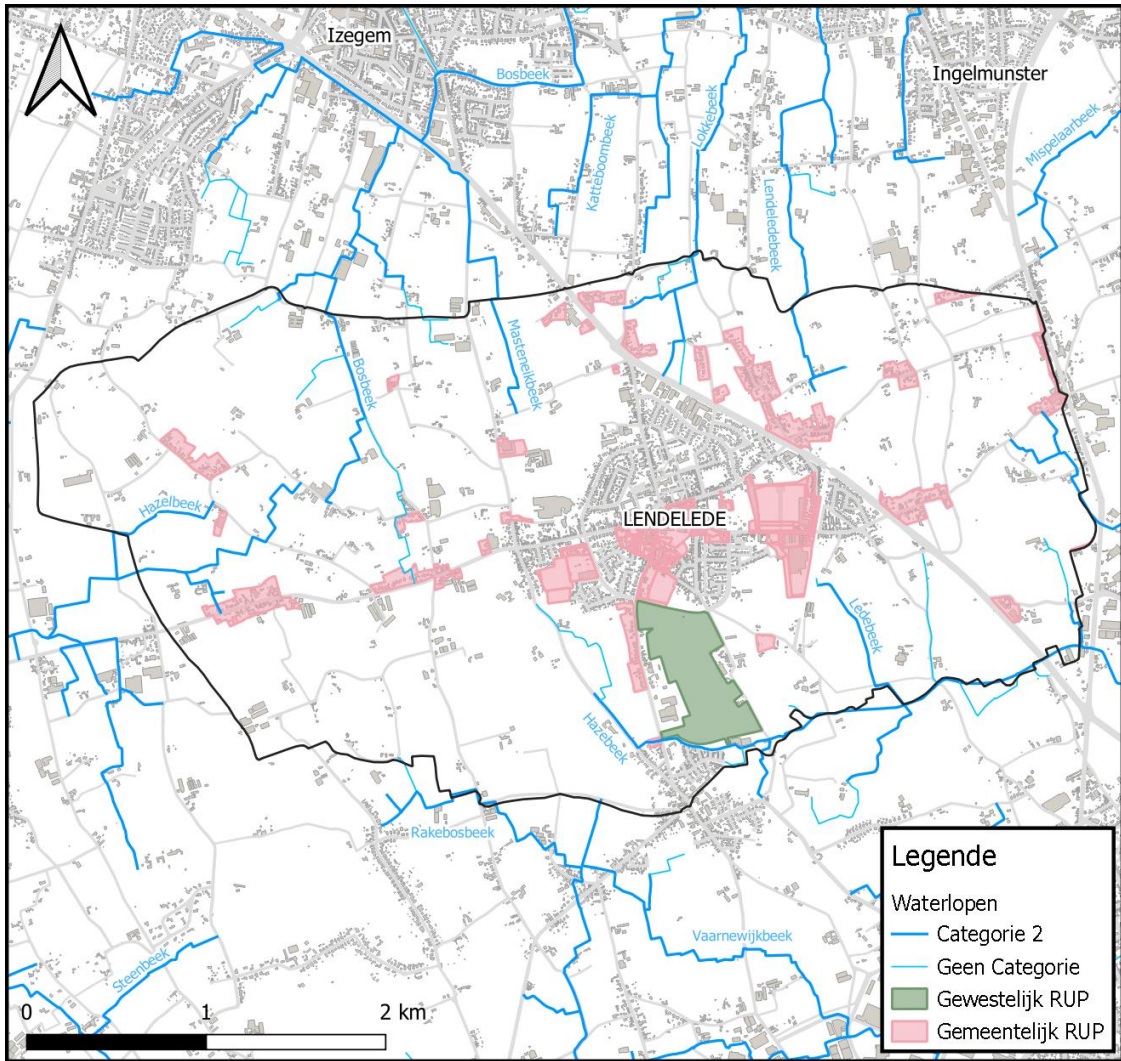 Izegem
Ingelmunster
Bosbeek
Mispelaarbeek
Lokkebeek
Katteboombeek
Lendeledebeek
Masteneikbeek
Bosbeek
Hazelbeek
LENDELEDE
Ledebeek
Hazebeek
Rakebosbeek
Vaarnewijkbeek
Steenbeek
0 1 2 km
Legende
Waterlopen
Categorie 2
Geen Categorie
Gewestelijk RUP
Gemeentelijk RUP